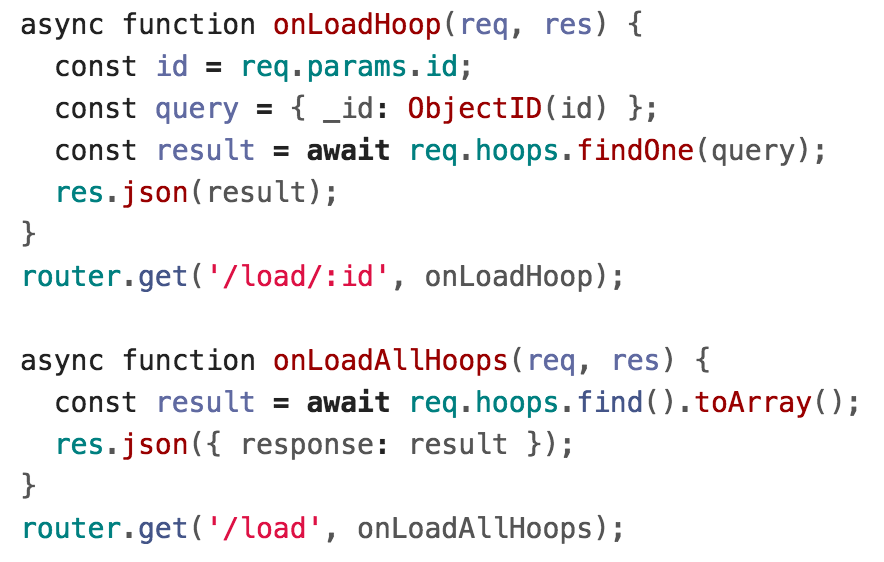 async function onLoadHoop(req, res) {
  const id = req.params.id;
  const query = { _id: ObjectID(id) };
  const result = await req.hoops.findOne(query);
  res.json(result);
}
router.get('/load/:id', onLoadHoop);

async function onLoadAllHoops(req, res) {
  const result = await req.hoops.find().toArray();
  res.json({ response: result });
}
router.get('/load', onLoadAllHoops);